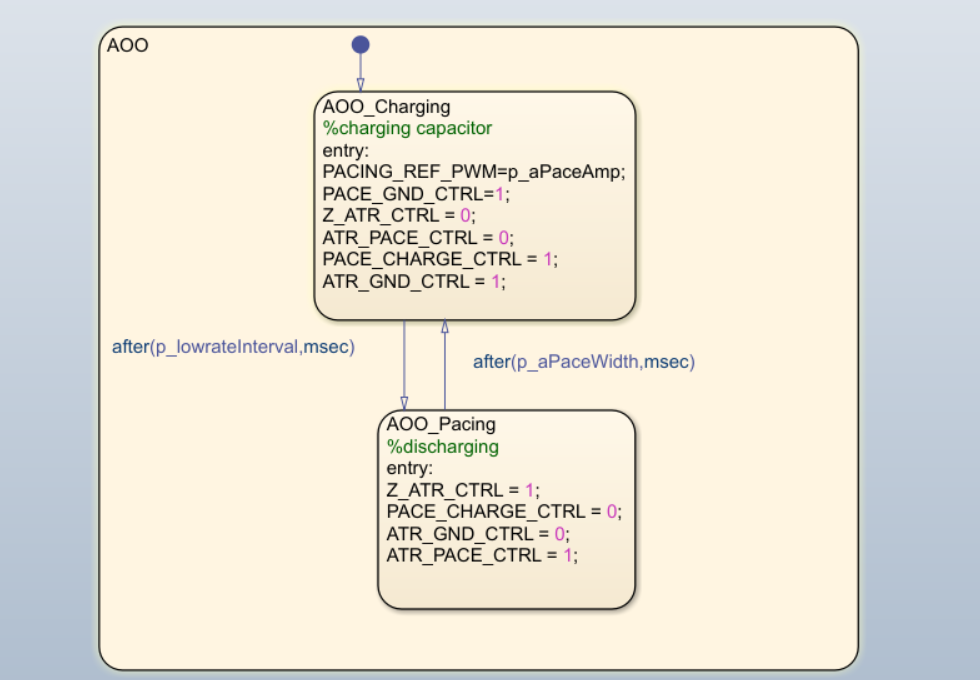 AOO
AOO_Charging
%charging capacitor
entry:
PACING_REF_PWM=p_aPaceAmp;
PACE_GND_CTRL=1;
Z_ATR_CTRL = 0;
ATR_PACE_CTRL = 0;
PACE_CHARGE_CTRL = 1;
ATR_GND_CTRL = 1;
after(p_lowrateInterval,msec)
after(p_aPaceWidth,msec)
AOO_Pacing
%discharging
entry:
Z_ATR_CTRL = 1;
PACE_CHARGE_CTRL = 0;
ATR_GND_CTRL = 0;
ATR_PACE_CTRL = 1;